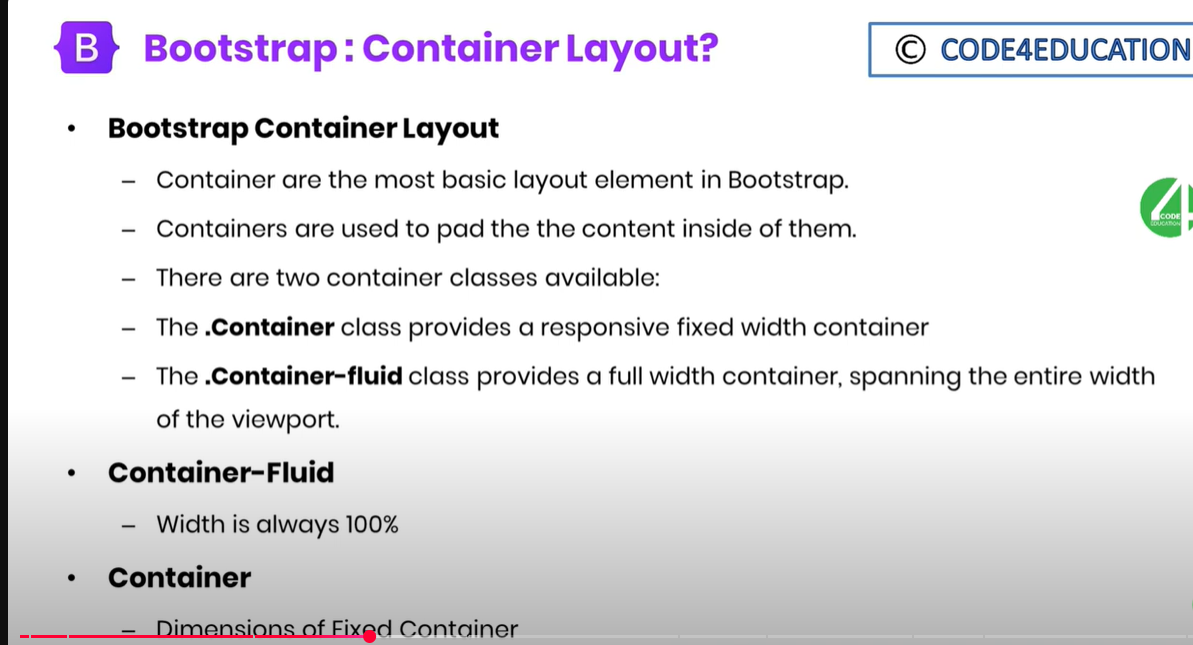 B Bootstrap : Container Layout?
© CODE4EDUCATION
• Bootstrap Container Layout
– Container are the most basic layout element in Bootstrap.
– Containers are used to pad the the content inside of them.
– There are two container classes available:
– The .Container class provides a responsive fixed width container
– The .Container-fluid class provides a full width container, spanning the entire width
of the viewport.
4
CODE
EDUCATION
• Container-Fluid
– Width is always 100%
• Container
– Dimensions of Fixed Container